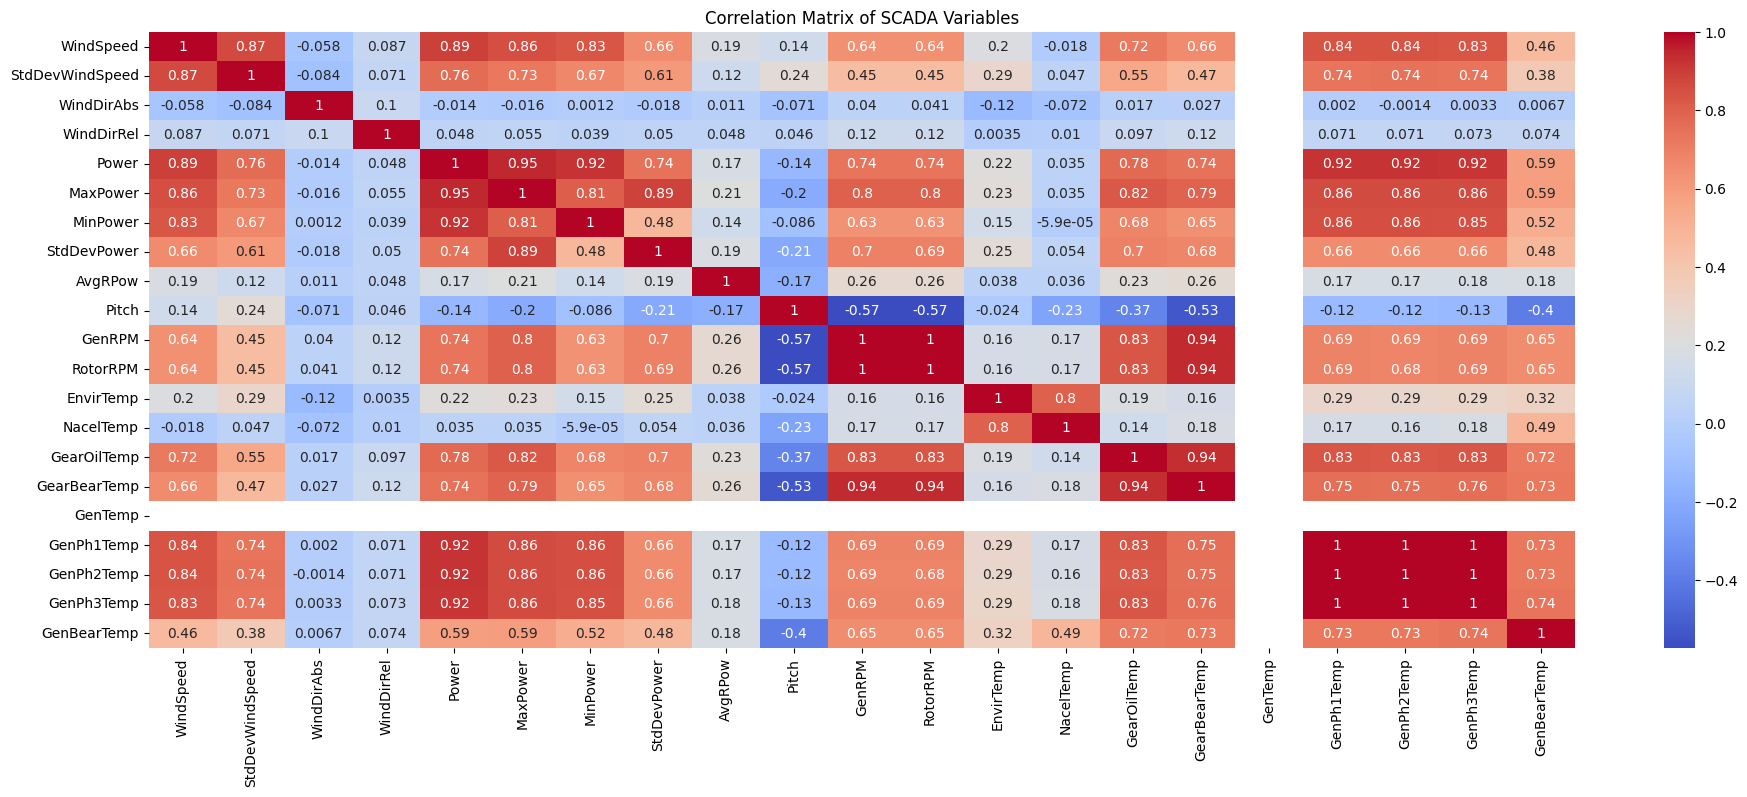 Correlation Matrix of SCADA Variables
WindSpeed 1 0.87 -0.058 0.087 0.89 0.86 0.83 0.66 0.19 0.14 0.64 0.64 0.2 -0.018 0.72 0.66 0.84 0.84 0.83 0.46
StdDevWindSpeed 0.87 1 -0.084 0.071 0.76 0.73 0.67 0.61 0.12 0.24 0.45 0.45 0.29 0.047 0.55 0.47 0.74 0.74 0.74 0.38
WindDirAbs -0.058 -0.084 1 0.1 -0.014 -0.016 0.0012 -0.018 0.011 -0.071 0.04 0.041 -0.12 -0.072 0.017 0.027 0.002 -0.0014 0.0033 0.0067
WindDirRel 0.087 0.071 0.1 1 0.048 0.055 0.039 0.05 0.048 0.046 0.12 0.12 0.0035 0.01 0.097 0.12 0.071 0.071 0.073 0.074
Power 0.89 0.76 -0.014 0.048 1 0.95 0.92 0.74 0.17 -0.14 0.74 0.74 0.22 0.035 0.78 0.74 0.92 0.92 0.92 0.59
MaxPower 0.86 0.73 -0.016 0.055 0.95 1 0.81 0.89 0.21 -0.2 0.8 0.8 0.23 0.035 0.82 0.79 0.86 0.86 0.86 0.59
MinPower 0.83 0.67 0.0012 0.039 0.92 0.81 1 0.48 0.14 -0.086 0.63 0.63 0.15 -5.9e-05 0.68 0.65 0.86 0.86 0.85 0.52
StdDevPower 0.66 0.61 -0.018 0.05 0.74 0.89 0.48 1 0.19 -0.21 0.7 0.69 0.25 0.054 0.7 0.68 0.66 0.66 0.66 0.48
AvgRPow 0.19 0.12 0.011 0.048 0.17 0.21 0.14 0.19 1 -0.17 0.26 0.26 0.038 0.036 0.23 0.26 0.17 0.17 0.18 0.18
Pitch 0.14 0.24 -0.071 0.046 -0.14 -0.2 -0.086 -0.21 -0.17 1 -0.57 -0.57 -0.024 -0.23 -0.37 -0.53 -0.12 -0.12 -0.13 -0.4
GenRPM 0.64 0.45 0.04 0.12 0.74 0.8 0.63 0.7 0.26 -0.57 1 1 0.16 0.17 0.83 0.94 0.69 0.69 0.69 0.65
RotorRPM 0.64 0.45 0.041 0.12 0.74 0.8 0.63 0.69 0.26 -0.57 1 1 0.16 0.17 0.83 0.94 0.69 0.68 0.69 0.65
EnvirTemp 0.2 0.29 -0.12 0.0035 0.22 0.23 0.15 0.25 0.038 -0.024 0.16 0.16 1 0.8 0.19 0.16 0.29 0.29 0.29 0.32
NacelTemp -0.018 0.047 -0.072 0.01 0.035 0.035 -5.9e-05 0.054 0.036 -0.23 0.17 0.17 0.8 1 0.14 0.18 0.17 0.16 0.18 0.49
GearOilTemp 0.72 0.55 0.017 0.097 0.78 0.82 0.68 0.7 0.23 -0.37 0.83 0.83 0.19 0.14 1 0.94 0.83 0.83 0.83 0.72
GearBearTemp 0.66 0.47 0.027 0.12 0.74 0.79 0.65 0.68 0.26 -0.53 0.94 0.94 0.16 0.18 0.94 1 0.75 0.75 0.76 0.73
GenTemp
GenPh1Temp 0.84 0.74 0.002 0.071 0.92 0.86 0.86 0.66 0.17 -0.12 0.69 0.69 0.29 0.17 0.83 0.75 1 1 1 0.73
GenPh2Temp 0.84 0.74 -0.0014 0.071 0.92 0.86 0.86 0.66 0.17 -0.12 0.69 0.68 0.29 0.16 0.83 0.75 1 1 1 0.73
GenPh3Temp 0.83 0.74 0.0033 0.073 0.92 0.86 0.85 0.66 0.18 -0.13 0.69 0.69 0.29 0.18 0.83 0.76 1 1 1 0.74
GenBearTemp 0.46 0.38 0.0067 0.074 0.59 0.59 0.52 0.48 0.18 -0.4 0.65 0.65 0.32 0.49 0.72 0.73 0.73 0.73 0.74 1
WindSpeed StdDevWindSpeed WindDirAbs WindDirRel Power MaxPower MinPower StdDevPower AvgRPow Pitch GenRPM RotorRPM EnvirTemp NacelTemp GearOilTemp GearBearTemp GenTemp GenPh1Temp GenPh2Temp GenPh3Temp GenBearTemp
1.0
0.8
0.6
0.4
0.2
0.0
−0.2
−0.4